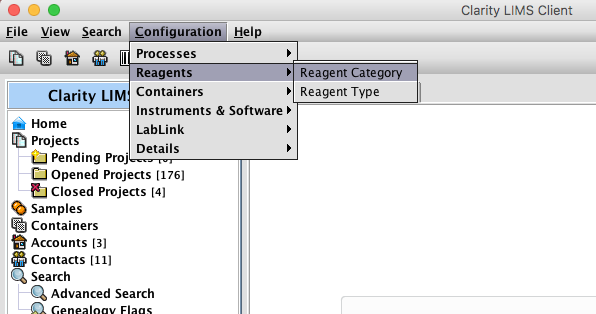 Clarity LIMS Client
File View Search Configuration Help
Processes
Reagents
Reagent Category
Containers
Reagent Type
Instruments & Software
LabLink
Details
Clarity LIMS
Home
Projects
Pending Projects
Opened Projects [176]
Closed Projects [4]
Samples
Containers
Accounts [3]
Contacts [11]
Search
Advanced Search
Genealogy Flags